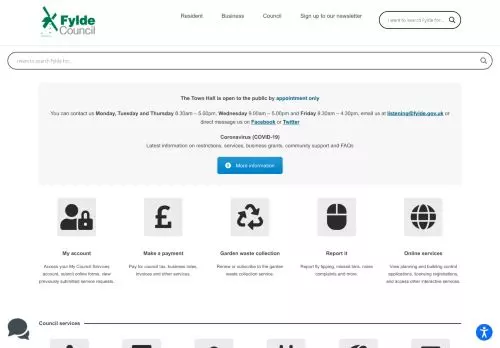 Fylde
Council
Resident Business Council Sign up to our newsletter
I want to search Fylde for...
I want to search Fylde for...
The Town Hall is open to the public by appointment only
You can contact us Monday, Tuesday and Thursday 8.30am – 5.00pm, Wednesday 9.00am – 5.00pm and Friday 8.30am – 4.30pm, email us at listening@fylde.gov.uk or
direct message us on Facebook or Twitter
Coronavirus (COVID-19)
Latest information on restrictions, services, business grants, community support and FAQs
More information
My account
Access your My Council Services
account, submit online forms, view
previously submitted service requests.
Make a payment
Pay for council tax, business rates,
invoices and other services.
Garden waste collection
Renew or subscribe to the garden
waste collection service.
Report it
Report fly tipping, missed bins, make
complaints and more.
Online services
View planning and building control
applications, licencing registrations,
and access other interactive services.
Council services